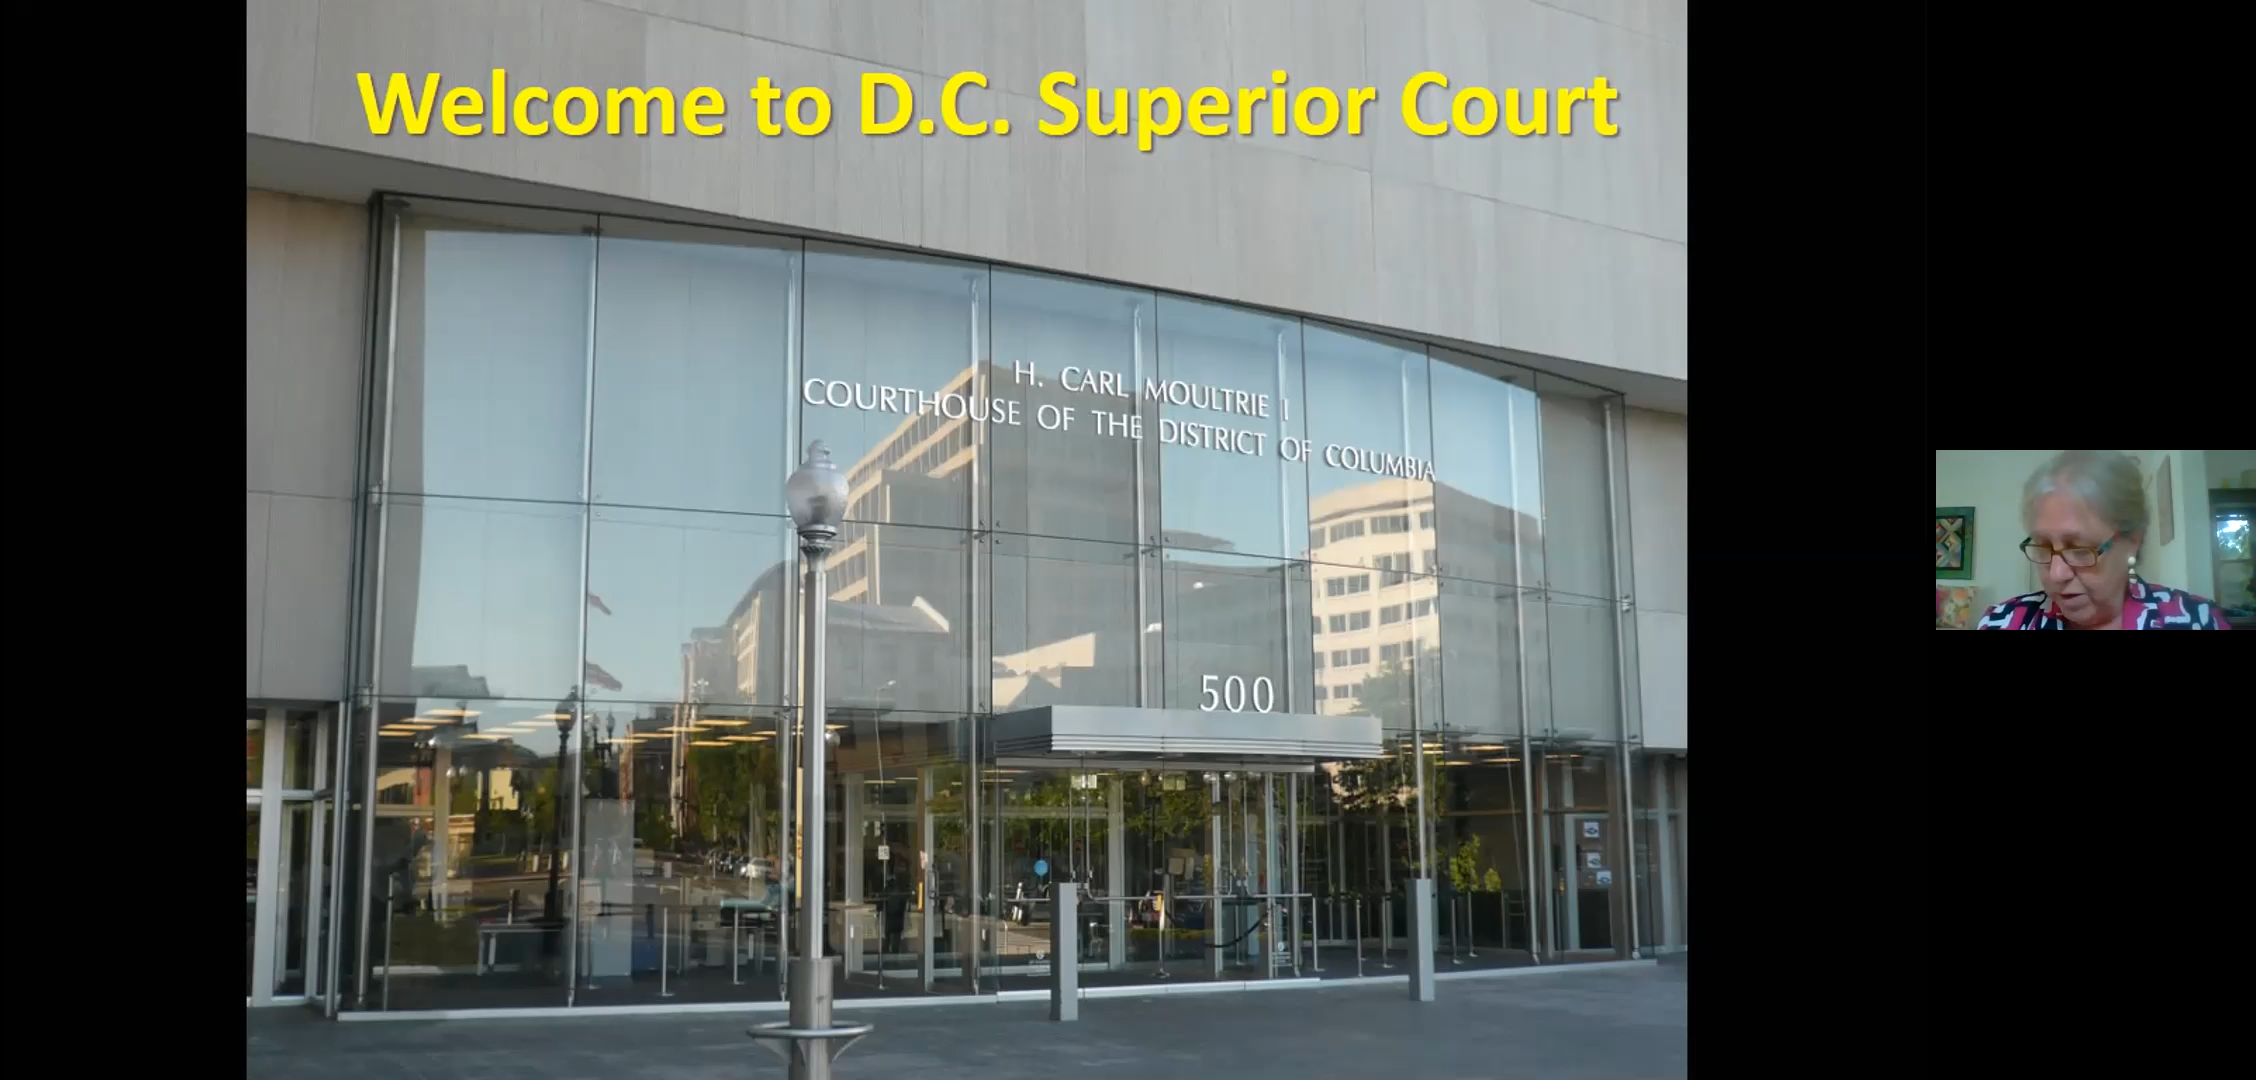 Welcome to D.C. Superior Court
H. CARL MOULTRIE I
COURTHOUSE OF THE DISTRICT OF COLUMBIA
500